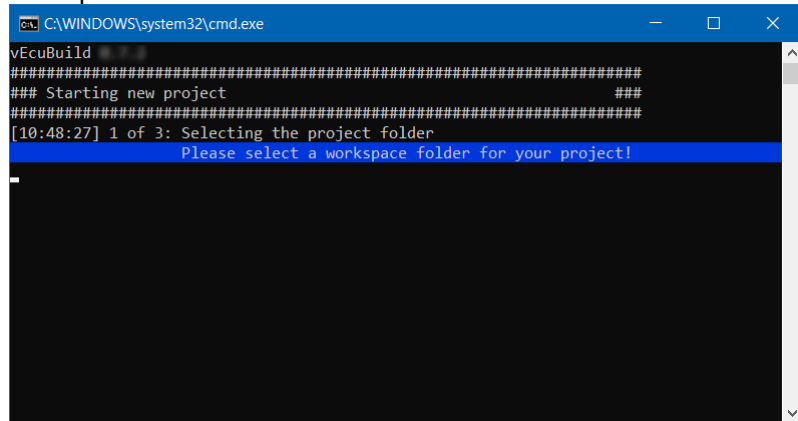 C:\WINDOWS\system32\cmd.exe
vEcuBuild
####################################################################
### Starting new project                                         ###
####################################################################
[10:48:27] 1 of 3: Selecting the project folder
Please select a workspace folder for your project!